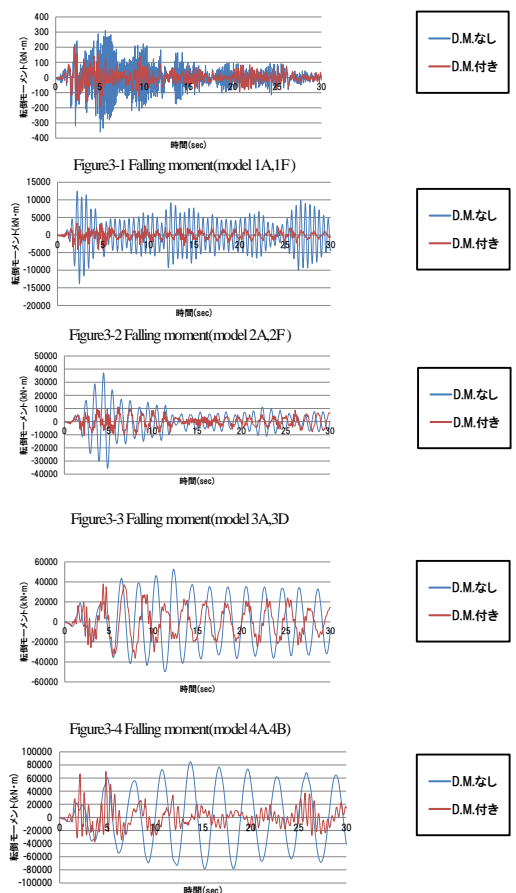 転倒モーメント(kN・m)
400
300
200
100
0
-100
-200
-300
-400
0 5 10 15 20 25 30
時間(sec)
D.M.なし
D.M.付き
Figure3-1 Falling moment(model 1A,1F)
転倒モーメント(kN・m)
15000
10000
5000
0
-5000
-10000
-15000
-20000
0 5 10 15 20 25 30
時間(sec)
D.M.なし
D.M.付き
Figure3-2 Falling moment(model 2A,2F)
転倒モーメント(kN・m)
50000
40000
30000
20000
10000
0
-10000
-20000
-30000
-40000
0 5 10 15 20 25 30
時間(sec)
D.M.なし
D.M.付き
Figure3-3 Falling moment(model 3A,3D
転倒モーメント(kN・m)
60000
40000
20000
0
-20000
-40000
-60000
0 5 10 15 20 25 30
時間(sec)
D.M.なし
D.M.付き
Figure3-4 Falling moment(model 4A.4B)
転倒モーメント(kN・m)
100000
80000
60000
40000
20000
0
-20000
-40000
-60000
-80000
-100000
0 5 10 15 20 25 30
時間(sec)
D.M.なし
D.M.付き